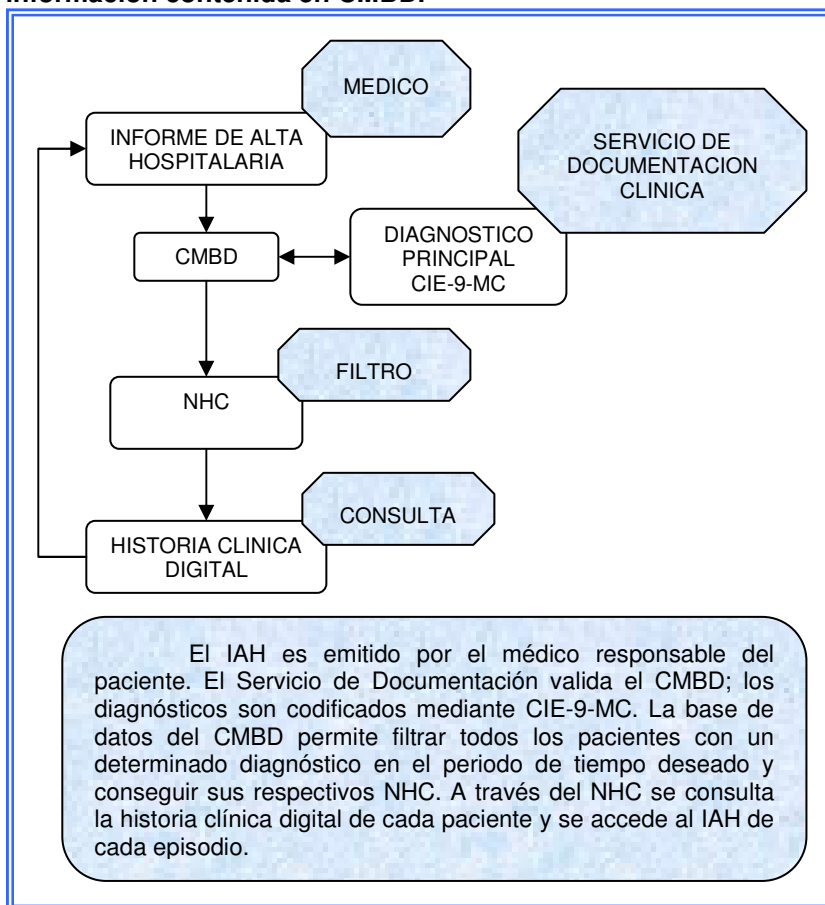 información contenida en CMBD.
MEDICO
INFORME DE ALTA
HOSPITALARIA
SERVICIO DE
DOCUMENTACION
CLINICA
CMBD
DIAGNOSTICO
PRINCIPAL
CIE-9-MC
FILTRO
NHC
CONSULTA
HISTORIA CLINICA
DIGITAL
El IAH es emitido por el médico responsable del
paciente. El Servicio de Documentación valida el CMBD; los
diagnósticos son codificados mediante CIE-9-MC. La base de
datos del CMBD permite filtrar todos los pacientes con un
determinado diagnóstico en el periodo de tiempo deseado y
conseguir sus respectivos NHC. A través del NHC se consulta
la historia clínica digital de cada paciente y se accede al IAH de
cada episodio.